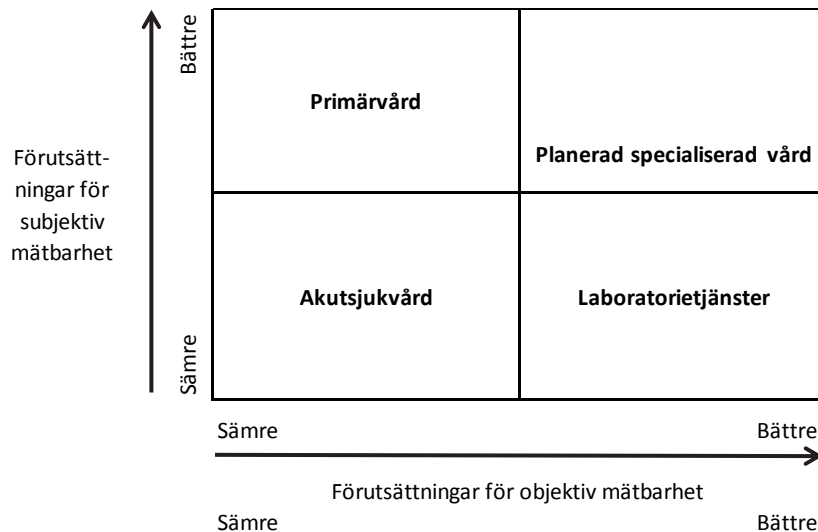 Bättre
Primärvård
Planerad specialiserad vård
Förutsätt-
ningar för
subjektiv
mätbarhet
Akutsjukvård
Laboratorietjänster
Sämre
Sämre
Bättre
Förutsättningar för objektiv mätbarhet
Sämre
Bättre